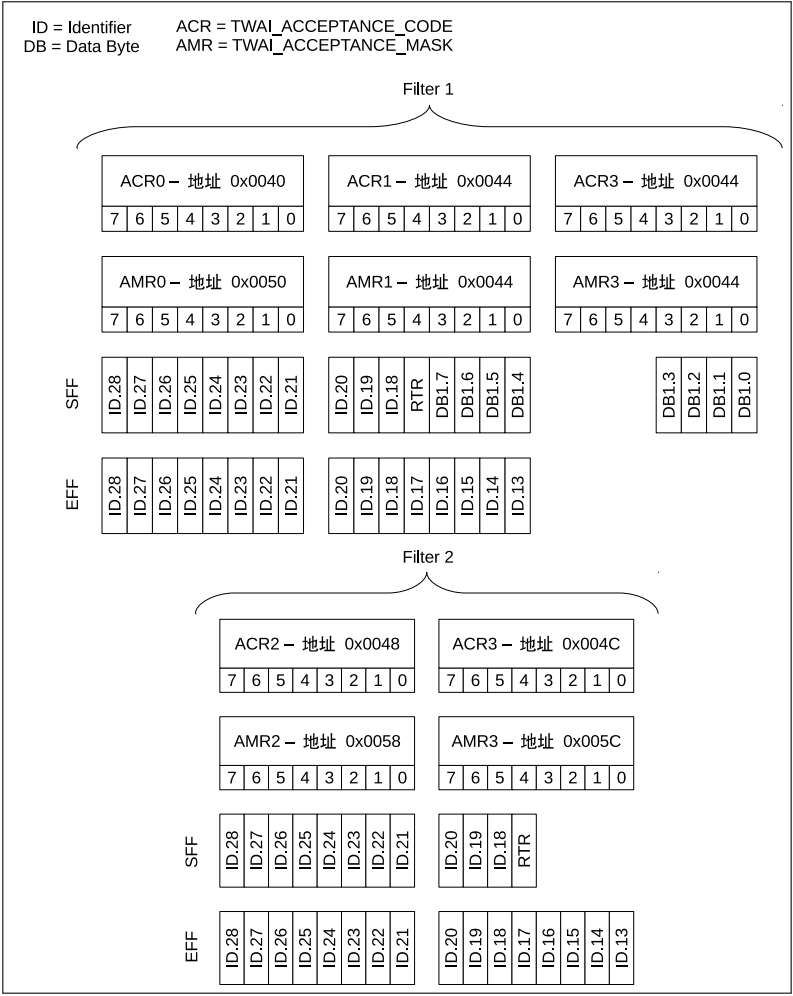 ID = Identifier ACR = TWAI_ACCEPTANCE_CODE
DB = Data Byte AMR = TWAI_ACCEPTANCE_MASK
Filter 1
ACR0 – 地址 0x0040 ACR1 – 地址 0x0044 ACR3 – 地址 0x0044
7 6 5 4 3 2 1 0 7 6 5 4 3 2 1 0 7 6 5 4 3 2 1 0
AMR0 – 地址 0x0050 AMR1 – 地址 0x0044 AMR3 – 地址 0x0044
7 6 5 4 3 2 1 0 7 6 5 4 3 2 1 0 7 6 5 4 3 2 1 0
SFF ID.28 ID.27 ID.26 ID.25 ID.24 ID.23 ID.22 ID.21 ID.20 ID.19 ID.18 RTR DB1.7 DB1.6 DB1.5 DB1.4 DB1.3 DB1.2 DB1.1 DB1.0
EFF ID.28 ID.27 ID.26 ID.25 ID.24 ID.23 ID.22 ID.21 ID.20 ID.19 ID.18 ID.17 ID.16 ID.15 ID.14 ID.13
Filter 2
ACR2 – 地址 0x0048 ACR3 – 地址 0x004C
7 6 5 4 3 2 1 0 7 6 5 4 3 2 1 0
AMR2 – 地址 0x0058 AMR3 – 地址 0x005C
7 6 5 4 3 2 1 0 7 6 5 4 3 2 1 0
SFF ID.28 ID.27 ID.26 ID.25 ID.24 ID.23 ID.22 ID.21 ID.20 ID.19 ID.18 RTR
EFF ID.28 ID.27 ID.26 ID.25 ID.24 ID.23 ID.22 ID.21 ID.20 ID.19 ID.18 ID.17 ID.16 ID.15 ID.14 ID.13